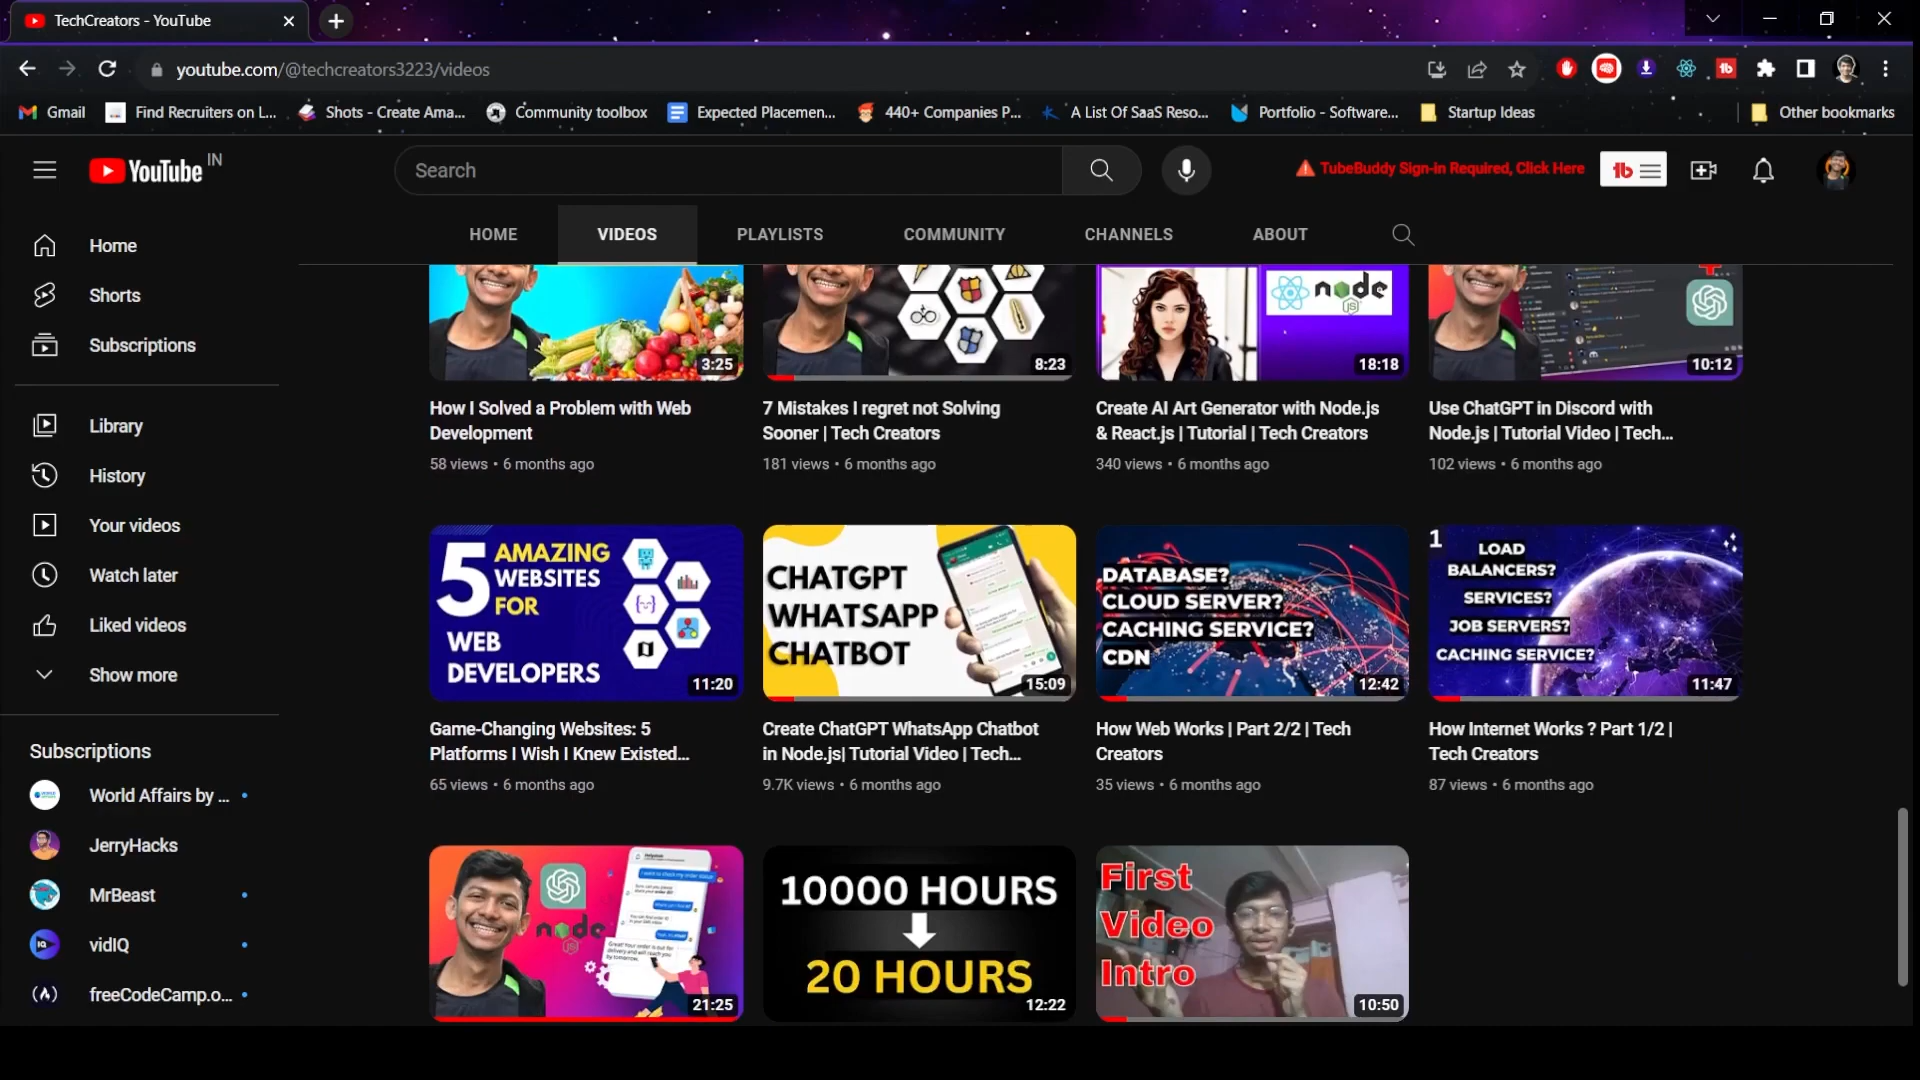 TechCreators - YouTube
youtube.com/@techcreators3223/videos
Gmail
Find Recruiters on L...
Shots - Create Ama...
Community toolbox
Expected Placemen...
440+ Companies P...
A List Of SaaS Reso...
Portfolio - Software...
Startup Ideas
Other bookmarks
YouTube IN
Search
TubeBuddy Sign-in Required, Click Here
HOME
VIDEOS
PLAYLISTS
COMMUNITY
CHANNELS
ABOUT
Home
Shorts
Subscriptions
Library
History
Your videos
Watch later
Liked videos
Show more
Subscriptions
World Affairs by ...
JerryHacks
MrBeast
vidIQ
freeCodeCamp.o...
3:25
How I Solved a Problem with Web
Development
58 views • 6 months ago
8:23
7 Mistakes I regret not Solving
Sooner | Tech Creators
181 views • 6 months ago
node
JS
18:18
Create AI Art Generator with Node.js
& React.js | Tutorial | Tech Creators
340 views • 6 months ago
10:12
Use ChatGPT in Discord with
Node.js | Tutorial Video | Tech...
102 views • 6 months ago
5 AMAZING
WEBSITES
FOR
WEB
DEVELOPERS
11:20
Game-Changing Websites: 5
Platforms I Wish I Knew Existed...
65 views • 6 months ago
CHATGPT
WHATSAPP
CHATBOT
15:09
Create ChatGPT WhatsApp Chatbot
in Node.js| Tutorial Video | Tech...
9.7K views • 6 months ago
DATABASE?
CLOUD SERVER?
CACHING SERVICE?
CDN
12:42
How Web Works | Part 2/2 | Tech
Creators
35 views • 6 months ago
1
LOAD
BALANCERS?
SERVICES?
JOB SERVERS?
CACHING SERVICE?
11:47
How Internet Works ? Part 1/2 |
Tech Creators
87 views • 6 months ago
node
JS
21:25
10000 HOURS
20 HOURS
12:22
First
Video
Intro
10:50